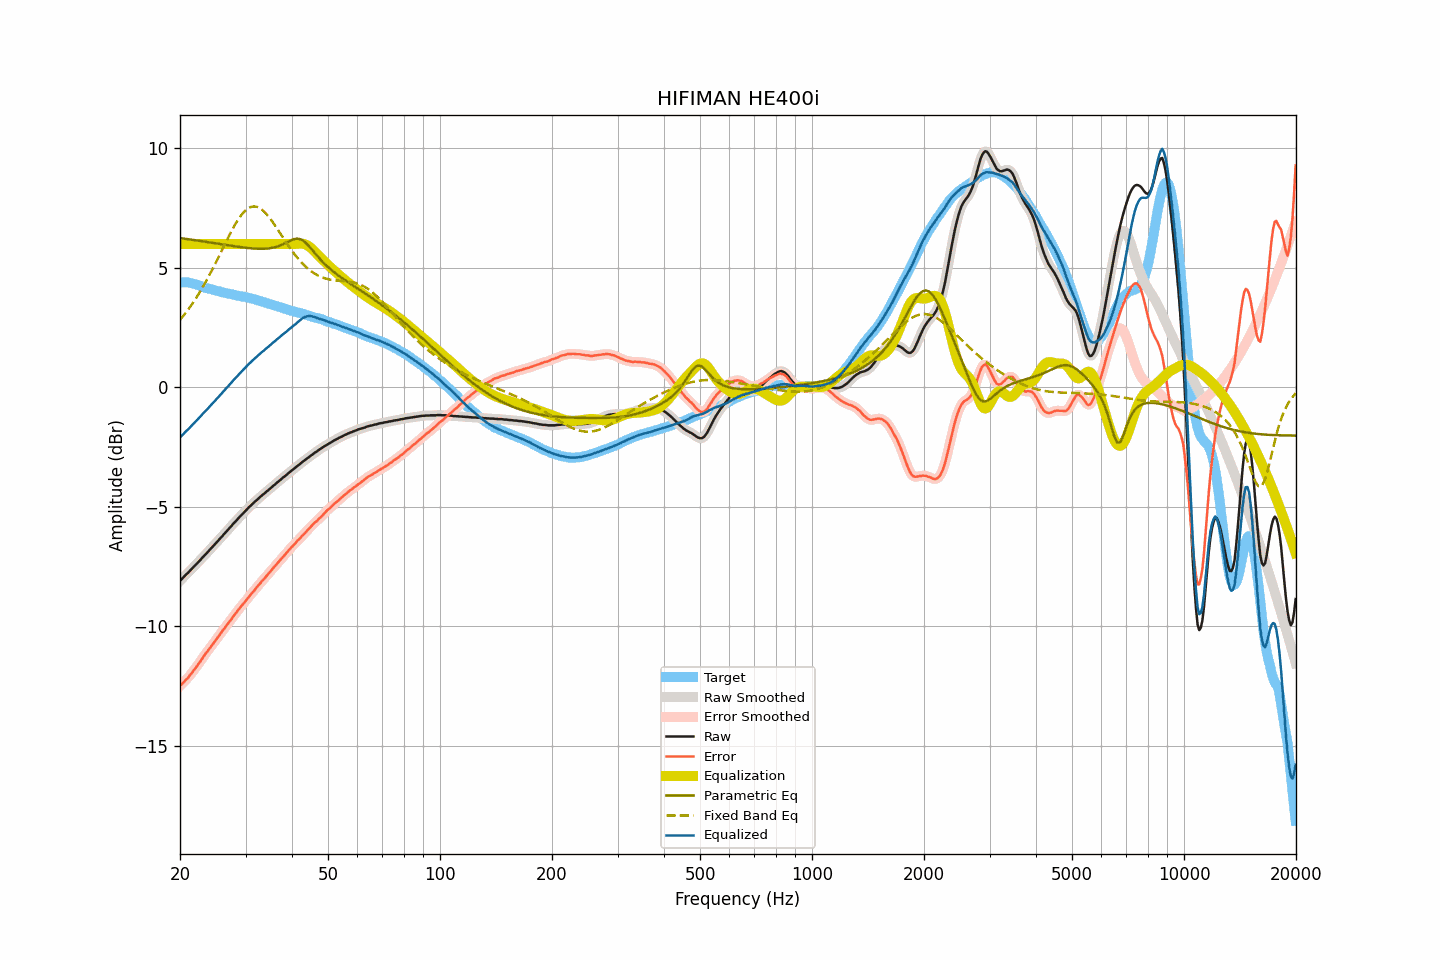 HIFIMAN HE400i
10
5
0
−5
−10
−15
Amplitude (dBr)
Target
Raw Smoothed
Error Smoothed
Raw
Error
Equalization
Parametric Eq
Fixed Band Eq
Equalized
20 50 100 200 500 1000 2000 5000 10000 20000
Frequency (Hz)